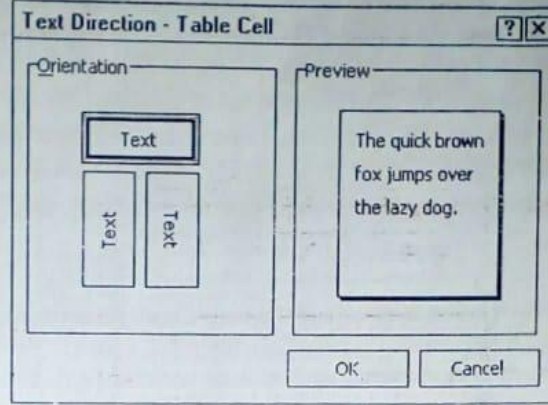 Text Direction - Table Cell
? X
Orientation
Preview
Text
Text
Text
The quick brown
fox jumps over
the lazy dog.
OK
Cancel